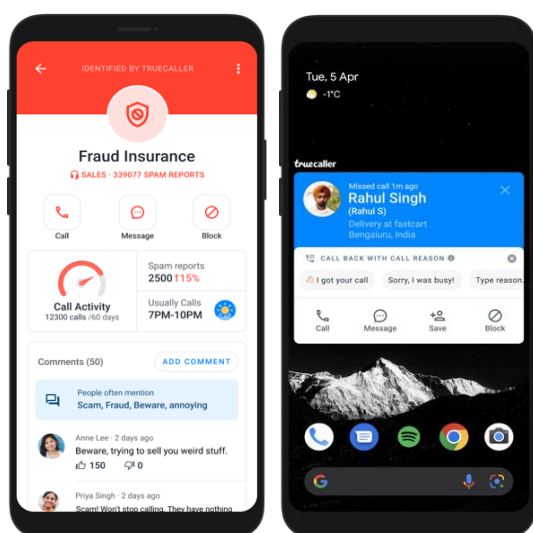 IDENTIFIED BY TRUECALLER
Fraud Insurance
SALES - 339077 SPAM REPORTS
Call
Message
Block
Call Activity
12300 calls /60 days
Spam reports
2500 ↑15%
Usually Calls
7PM-10PM
Comments (50)
ADD COMMENT
People often mention
Scam, Fraud, Beware, annoying
Anne Lee · 2 days ago
Beware, trying to sell you weird stuff.
150
0
Priya Singh · 2 days ago
Scam! Won't stop calling. They have nothing
Tue, 5 Apr
-1°C
truecaller
Missed call 1m ago
Rahul Singh
(Rahul S)
Delivery at fastcart
Bengaluru, India
CALL BACK WITH CALL REASON
I got your call
Sorry, I was busy!
Type reason.
Call
Message
Save
Block
G